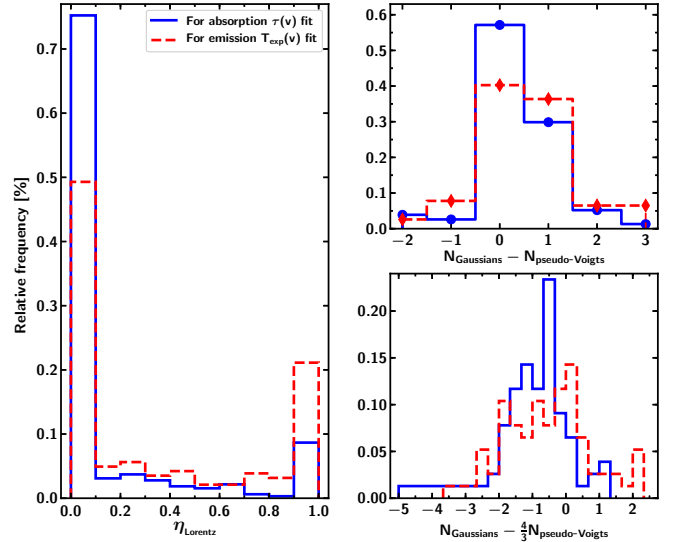 For absorption τ(v) fit
For emission T_exp(v) fit
Relative frequency [%]
0.7
0.6
0.5
0.4
0.3
0.2
0.1
0.0
0.0 0.2 0.4 0.6 0.8 1.0
η_Lorentz
0.6
0.5
0.4
0.3
0.2
0.1
0.0
−2 −1 0 1 2 3
N_Gaussians − N_pseudo-Voigts
0.20
0.15
0.10
0.05
0.00
−5 −4 −3 −2 −1 0 1 2
N_Gaussians − 4/3 N_pseudo-Voigts